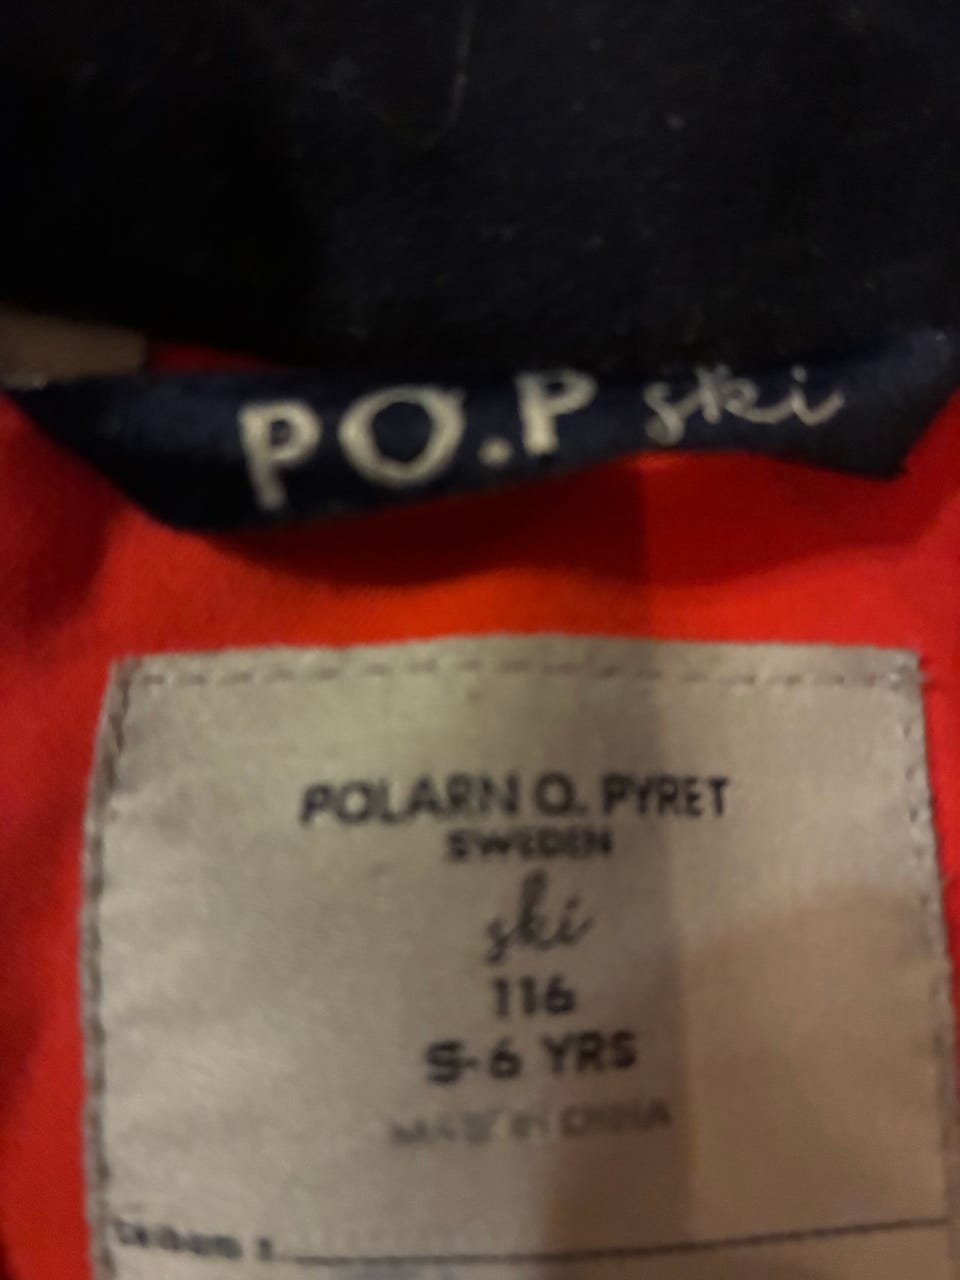 PO.P ski
POLARN O. PYRET
SWEDEN
ski
116
5-6 YRS
MADE IN CHINA